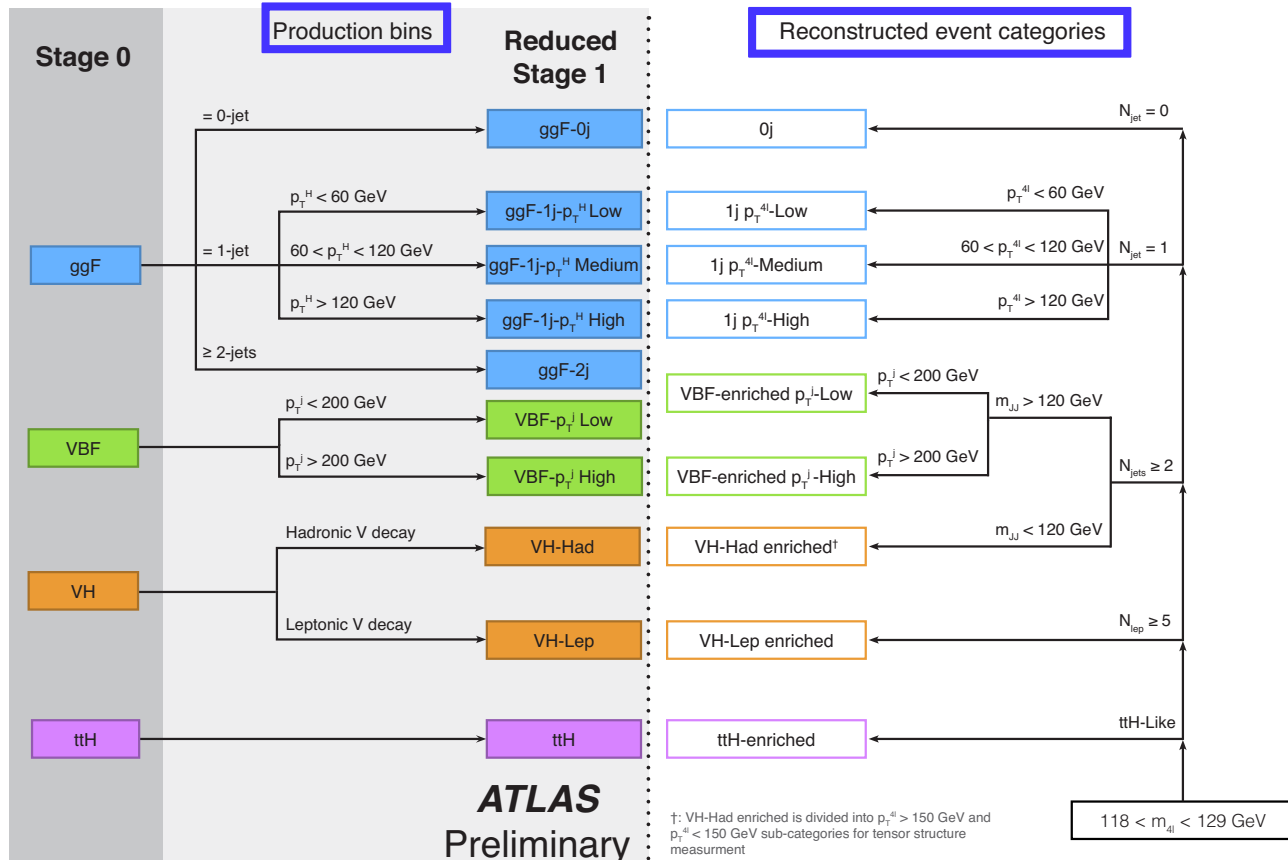 Production bins
Reconstructed event categories
Stage 0
Reduced
Stage 1
= 0-jet
ggF-0j
0j
N_jet = 0
p_T^H < 60 GeV
ggF-1j-p_T^H Low
1j p_T^4l-Low
p_T^4l < 60 GeV
ggF
= 1-jet
60 < p_T^H < 120 GeV
ggF-1j-p_T^H Medium
1j p_T^4l-Medium
60 < p_T^4l < 120 GeV
N_jet = 1
p_T^H > 120 GeV
ggF-1j-p_T^H High
1j p_T^4l-High
p_T^4l > 120 GeV
≥ 2-jets
ggF-2j
VBF-enriched p_T^j-Low
p_T^j < 200 GeV
m_JJ > 120 GeV
p_T^j < 200 GeV
VBF-p_T^j Low
VBF
p_T^j > 200 GeV
VBF-p_T^j High
VBF-enriched p_T^j -High
p_T^j > 200 GeV
N_jets ≥ 2
Hadronic V decay
VH-Had
VH-Had enriched†
m_JJ < 120 GeV
VH
Leptonic V decay
VH-Lep
VH-Lep enriched
N_lep ≥ 5
ttH
ttH
ttH-enriched
ttH-Like
ATLAS
Preliminary
†: VH-Had enriched is divided into p_T^4l > 150 GeV and
p_T^4l < 150 GeV sub-categories for tensor structure
measurment
118 < m_4l < 129 GeV